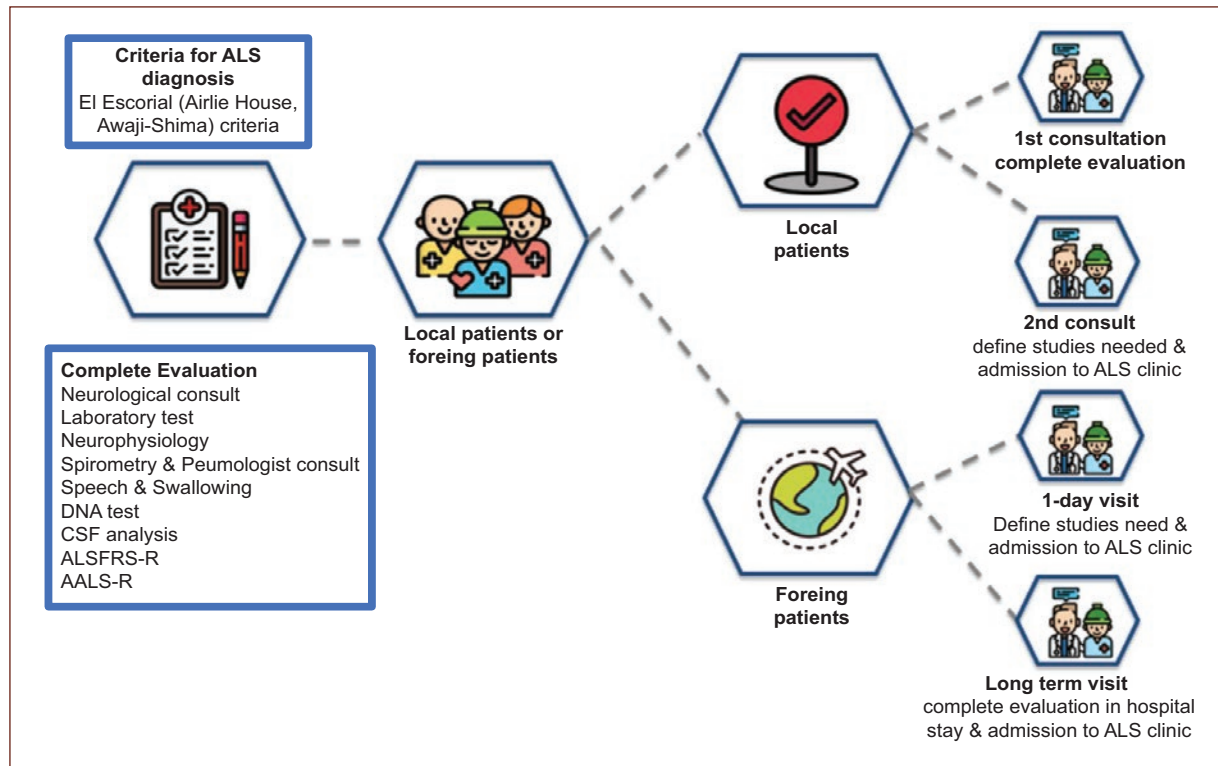 Criteria for ALS
diagnosis
El Escorial (Airlie House,
Awaji-Shima) criteria
Complete Evaluation
Neurological consult
Laboratory test
Neurophysiology
Spirometry & Peumologist consult
Speech & Swallowing
DNA test
CSF analysis
ALSFRS-R
AALS-R
Local patients or
foreing patients
Local
patients
Foreing
patients
1st consultation
complete evaluation
2nd consult
define studies needed &
admission to ALS clinic
1-day visit
Define studies need &
admission to ALS clinic
Long term visit
complete evaluation in hospital
stay & admission to ALS clinic